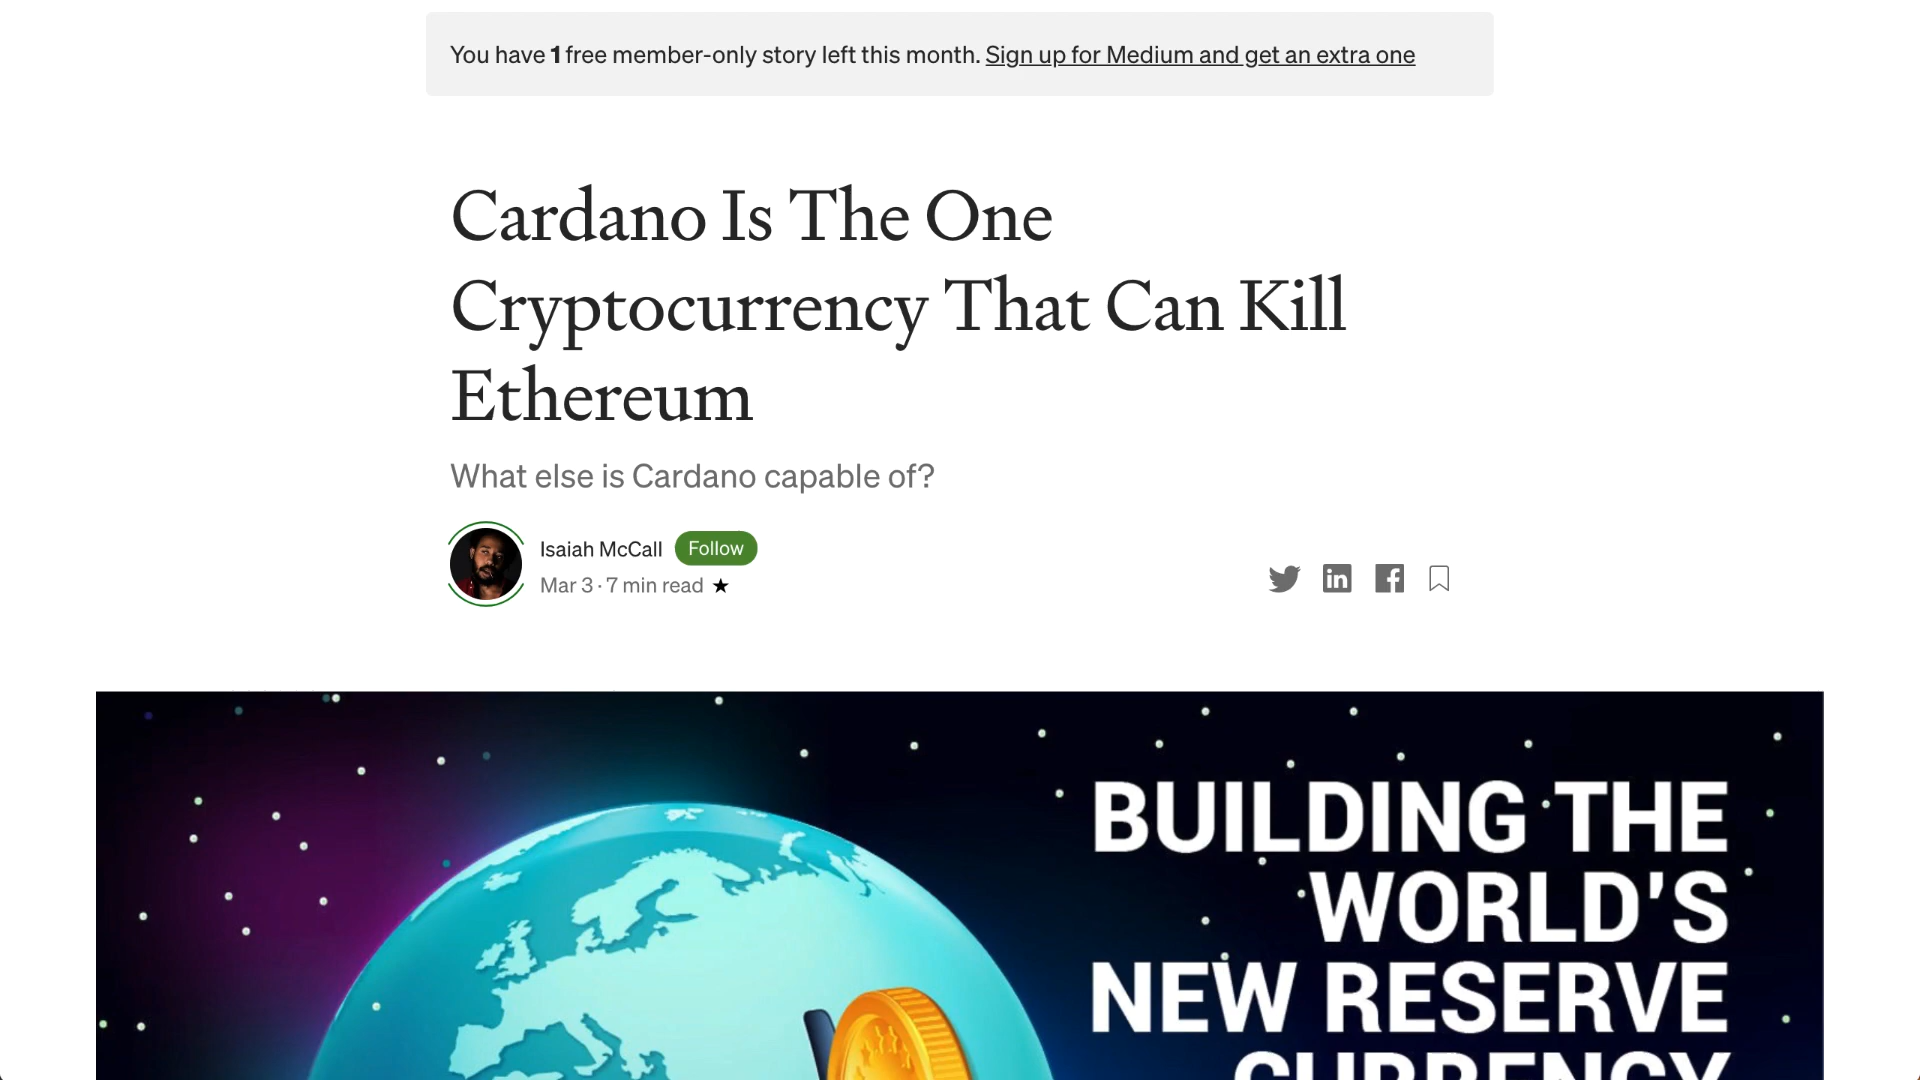 You have 1 free member-only story left this month. Sign up for Medium and get an extra one
Cardano Is The One
Cryptocurrency That Can Kill
Ethereum
What else is Cardano capable of?
Isaiah McCall Follow
Mar 3 · 7 min read ★
BUILDING THE
WORLD'S
NEW RESERVE
CURRENCY